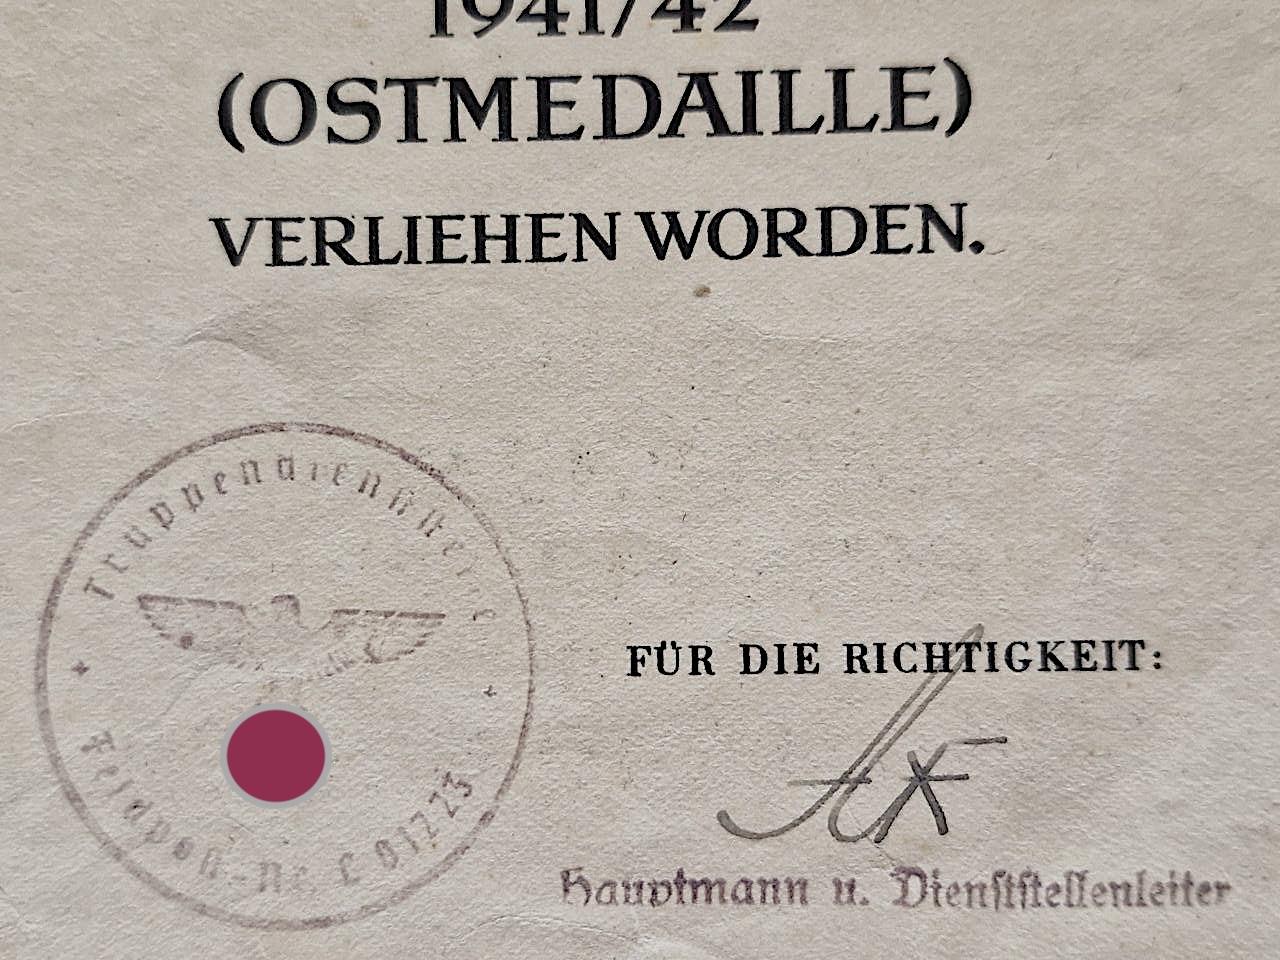 1941/42
(OSTMEDAILLE)
VERLIEHEN WORDEN.
Truppendienststelle
FÜR DIE RICHTIGKEIT:
Feldpost-Nr. L 01723
Hauptmann u. Dienststellenleiter